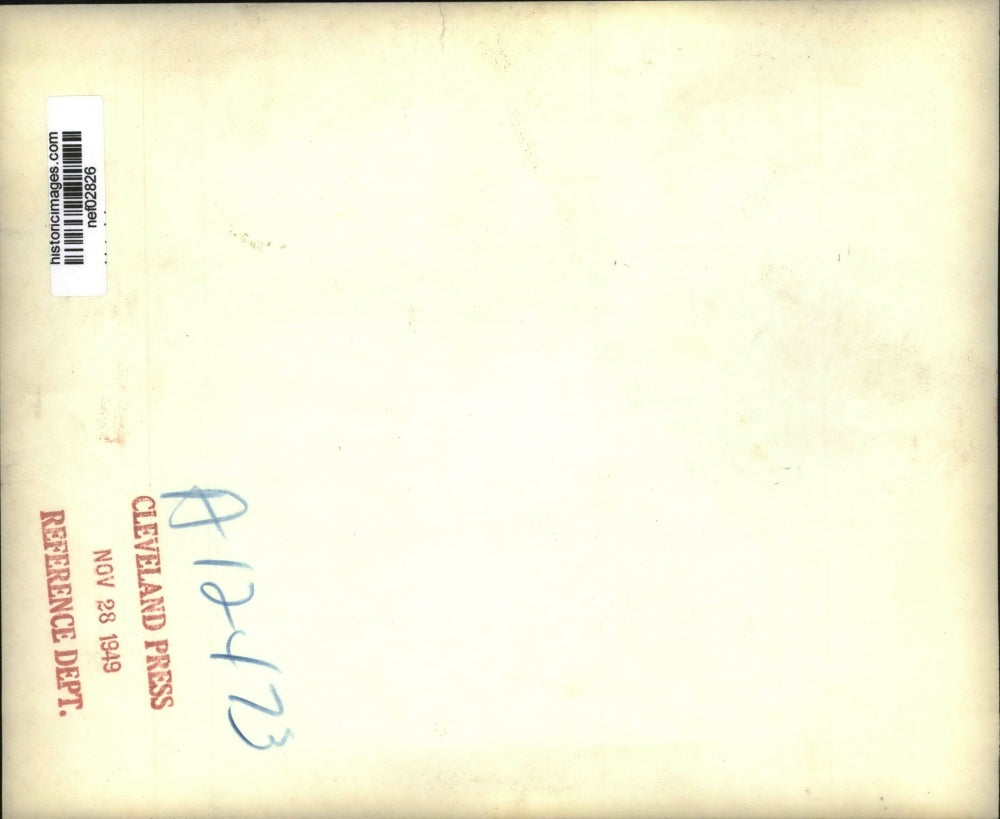 historicimages.com
nef02826
A12473
CLEVELAND PRESS
NOV 28 1949
REFERENCE DEPT.